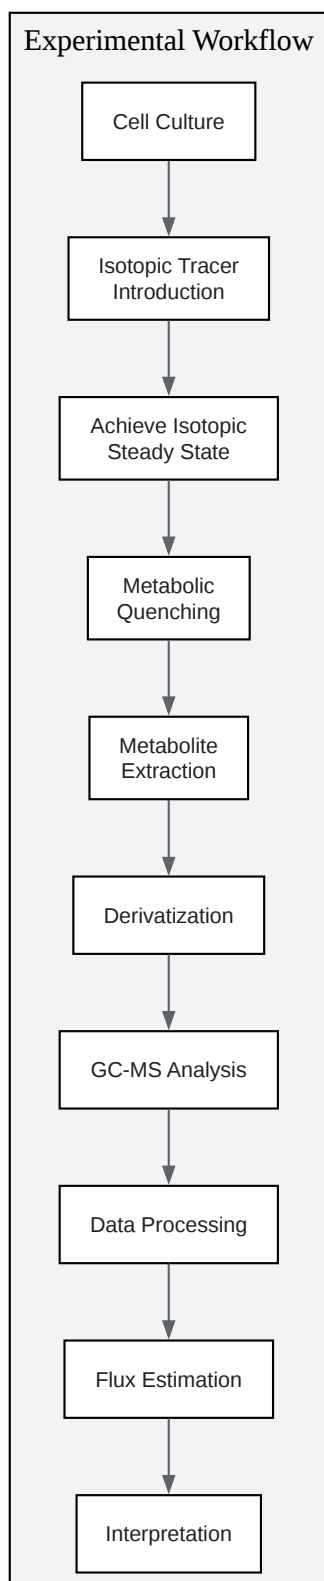 Experimental Workflow
Cell Culture
Isotopic Tracer
Introduction
Achieve Isotopic
Steady State
Metabolic
Quenching
Metabolite
Extraction
Derivatization
GC-MS Analysis
Data Processing
Flux Estimation
Interpretation